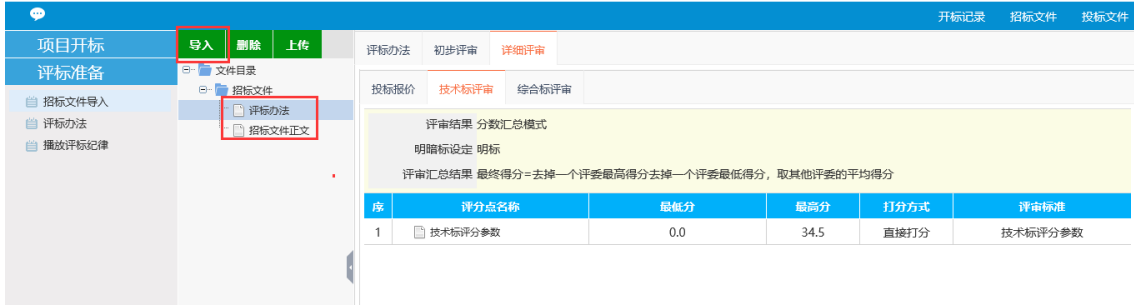 开标记录 招标文件 投标文件
项目开标
评标准备
招标文件导入
评标办法
播放评标纪律
导入 删除 上传
文件目录
招标文件
评标办法
招标文件正文
评标办法 初步评审 详细评审
投标报价 技术标评审 综合标评审
评审结果 分数汇总模式
明暗标设定 明标
评审汇总结果 最终得分=去掉一个评委最高得分去掉一个评委最低得分，取其他评委的平均得分
序 评分点名称 最低分 最高分 打分方式 评审标准
1 技术标评分参数 0.0 34.5 直接打分 技术标评分参数